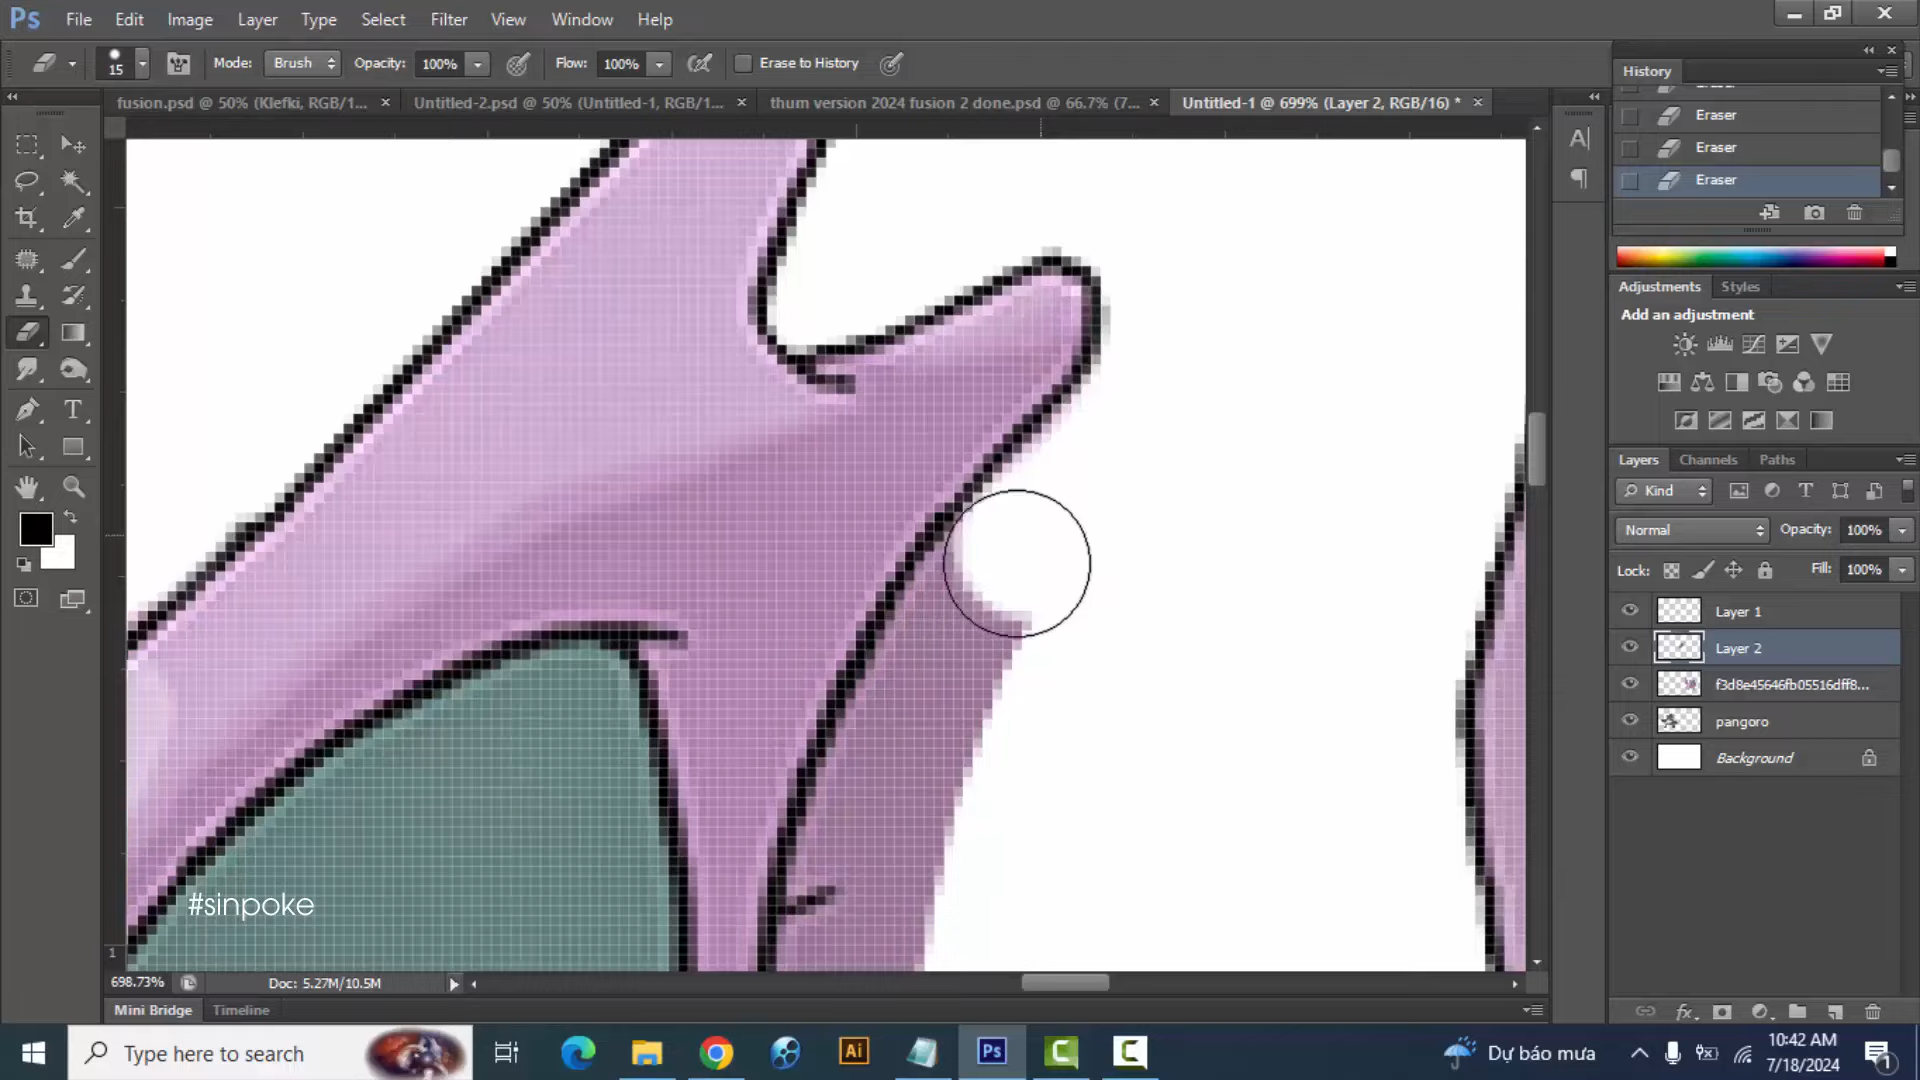 Ps File Edit Image Layer Type Select Filter View Window Help
15 Mode: Brush Opacity: 100% Flow: 100% Erase to History
fusion.psd @ 50% (Klefki, RGB/1... × Untitled-2.psd @ 50% (Untitled-1, RGB/1... × thum version 2024 fusion 2 done.psd @ 66.7% (7... × Untitled-1 @ 699% (Layer 2, RGB/16) * ×
History
Eraser
Eraser
Eraser
Adjustments Styles
Add an adjustment
Layers Channels Paths
Kind
Normal Opacity: 100%
Lock: Fill: 100%
Layer 1
Layer 2
f3d8e45646fb05516dff8...
pangoro
Background
#sinpoke
1
698.73% Doc: 5.27M/10.5M
Mini Bridge Timeline
Type here to search
Ai Ps
Dự báo mưa
10:42 AM
7/18/2024
1